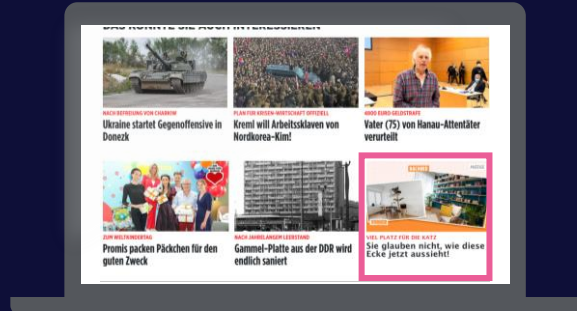 DAS KÖNNTE SIE AUCH INTERESSIEREN
NACH BEFREIUNG VON CHARKIW
Ukraine startet Gegenoffensive in
Donezk
PLAN FÜR KRISEN-WIRTSCHAFT OFFIZIELL
Kreml will Arbeitssklaven von
Nordkorea-Kim!
4800 EURO GELDSTRAFE
Vater (75) von Hanau-Attentäter
verurteilt
ZUM WELTKINDERTAG
Promis packen Päckchen für den
guten Zweck
NACH JAHRELANGEM LEERSTAND
Gammel-Platte aus der DDR wird
endlich saniert
VIEL PLATZ FÜR DIE KATZ
Sie glauben nicht, wie diese
Ecke jetzt aussieht!